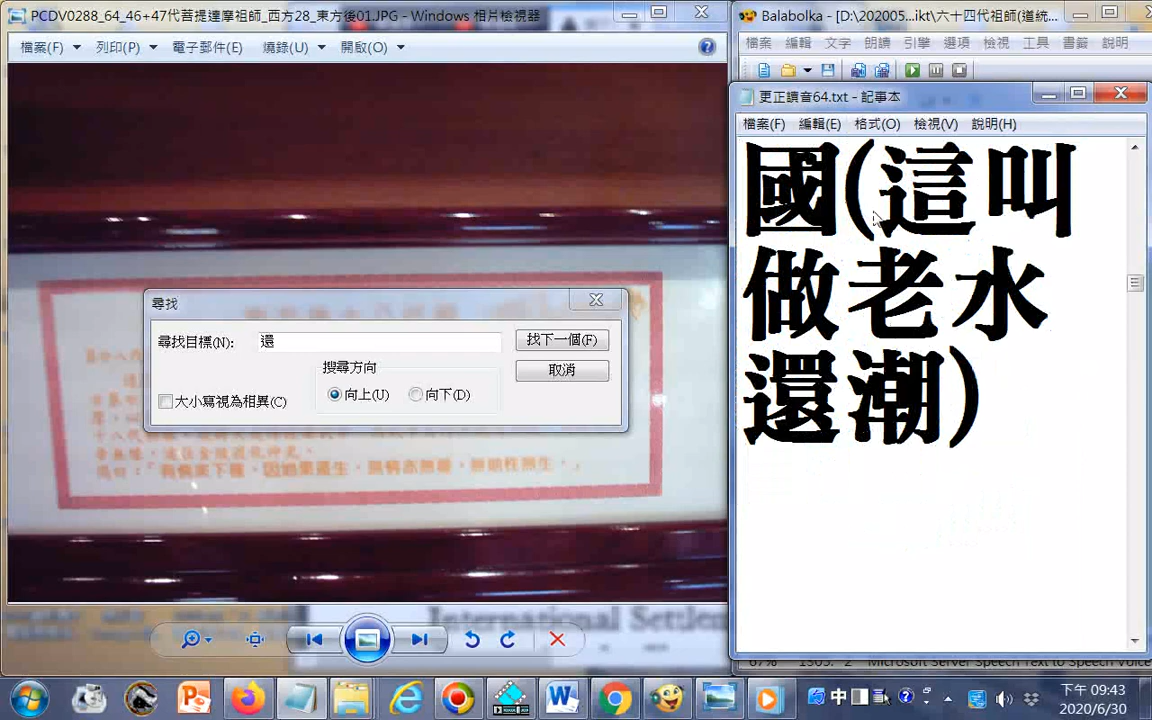 PCDV0288_64_46+47代菩提達摩祖師_西方28_東方後01.JPG - Windows 相片檢視器
檔案(F) 列印(P) 電子郵件(E) 燒錄(U) 開啟(O)
Balabolka - [D:\202005...ikt\六十四代祖師(道統...
檔案 編輯 文字 朗讀 引擎 選項 檢視 工具 書籤 說明
更正讀音64.txt - 記事本
檔案(F) 編輯(E) 格式(O) 檢視(V) 說明(H)
國(這叫
做老水
還潮)
尋找
尋找目標(N): 還
找下一個(F)
搜尋方向
取消
大小寫視為相異(C)
向上(U) 向下(D)
International Settlem
67% 1505: 2 Microsoft Server Speech Text to Speech Voice
中
下午 09:43
2020/6/30